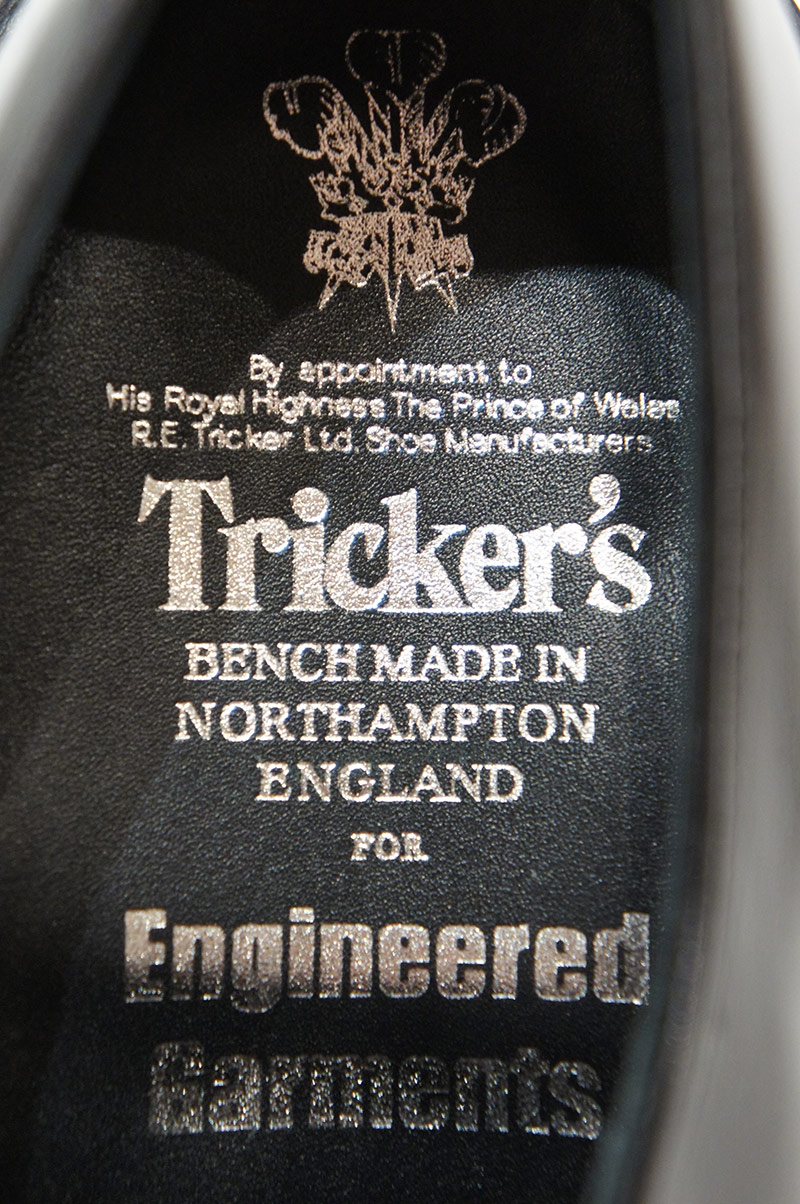 By appointment to
His Royal Highness The Prince of Wales
R.E. Tricker Ltd. Shoe Manufacturers
Tricker's
BENCH MADE IN
NORTHAMPTON
ENGLAND
FOR
Engineered
Garments